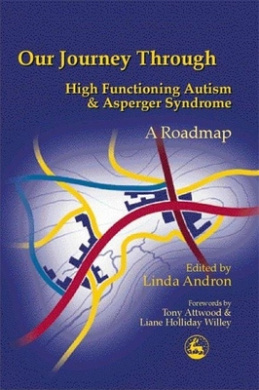 Our Journey Through
High Functioning Autism
& Asperger Syndrome
A Roadmap
Edited by
Linda Andron
Forewords by
Tony Attwood &
Liane Holliday Willey